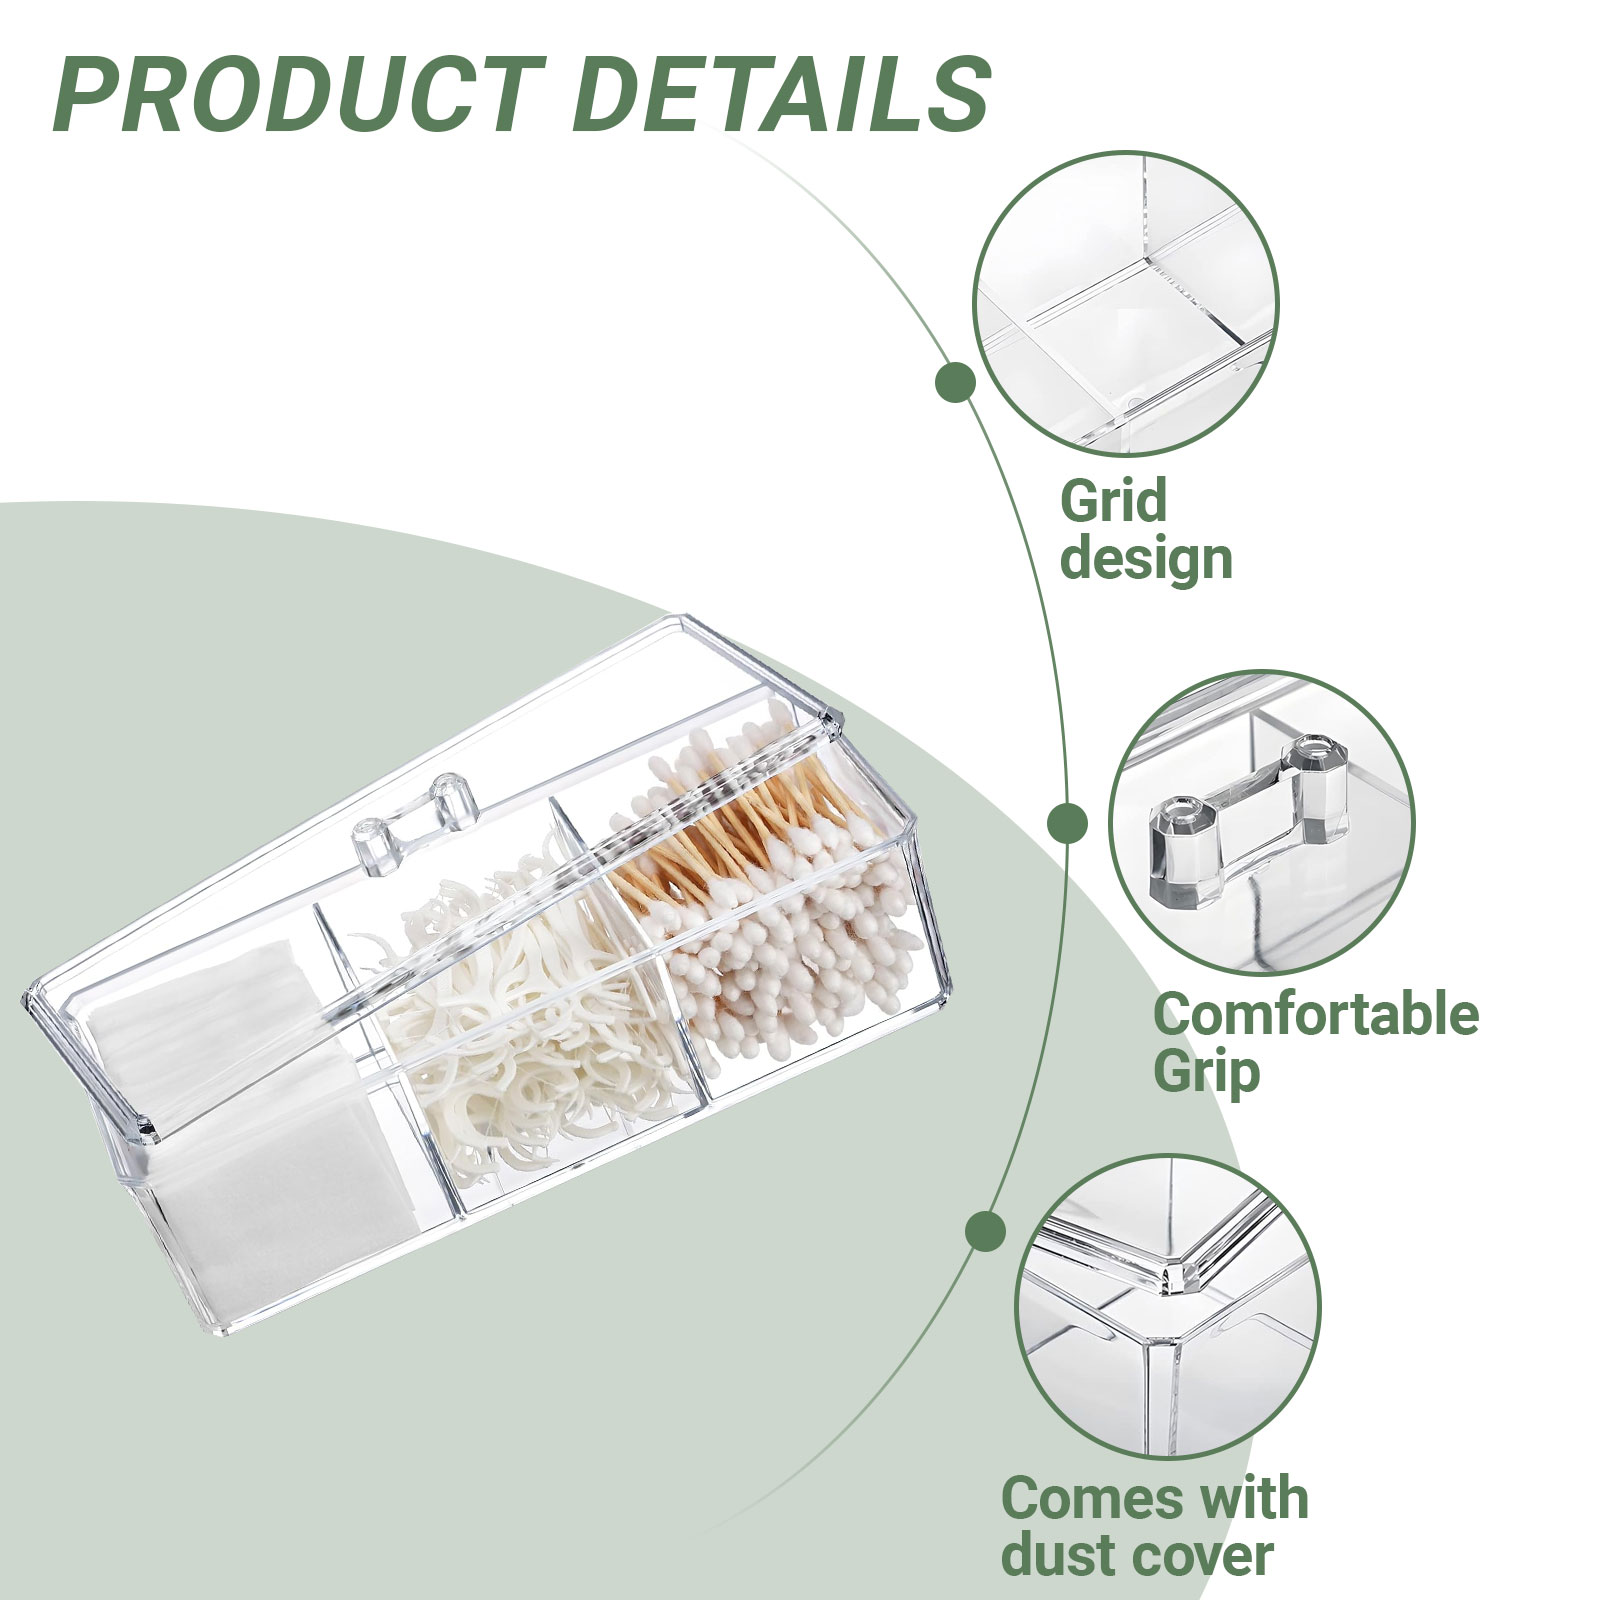 PRODUCT DETAILS
Grid
design
Comfortable
Grip
Comes with
dust cover